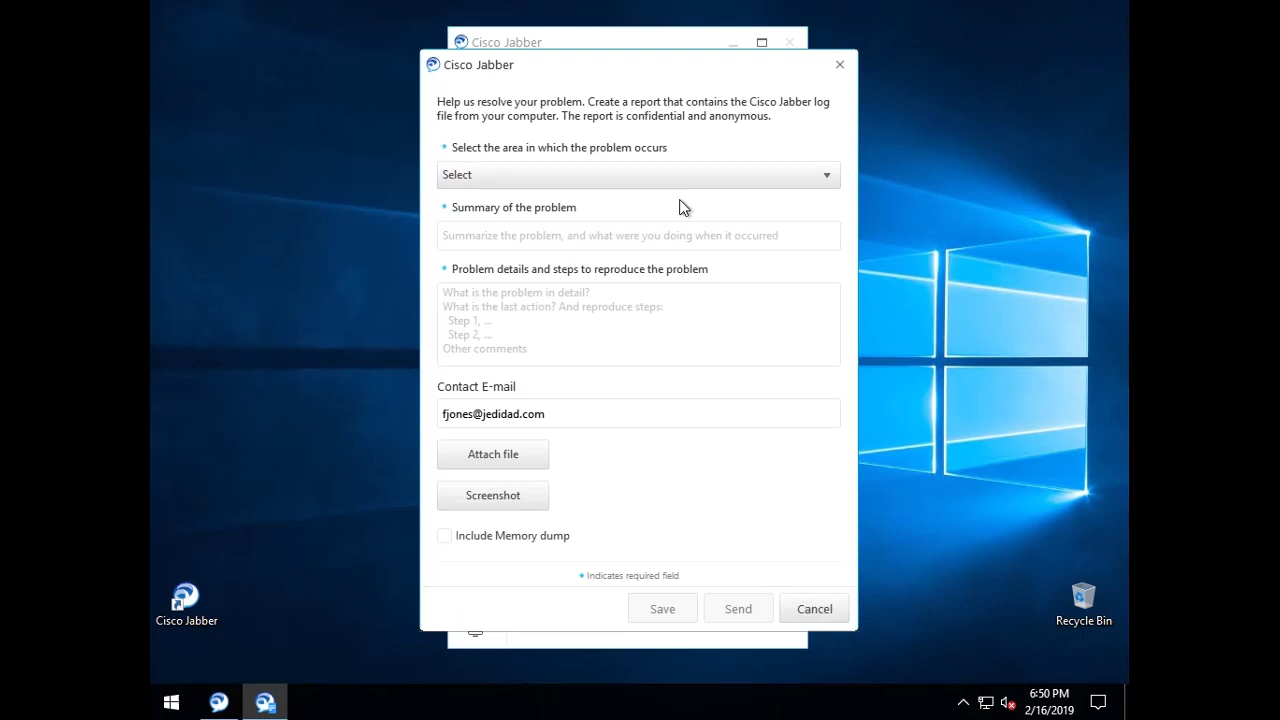 Cisco Jabber
Cisco Jabber
Help us resolve your problem. Create a report that contains the Cisco Jabber log
file from your computer. The report is confidential and anonymous.
* Select the area in which the problem occurs
Select
* Summary of the problem
Summarize the problem, and what were you doing when it occurred
* Problem details and steps to reproduce the problem
What is the problem in detail?
What is the last action? And reproduce steps:
Step 1, ...
Step 2, ...
Other comments
Contact E-mail
fjones@jedidad.com
Attach file
Screenshot
Include Memory dump
* Indicates required field
Save Send Cancel
Cisco Jabber
Recycle Bin
6:50 PM
2/16/2019